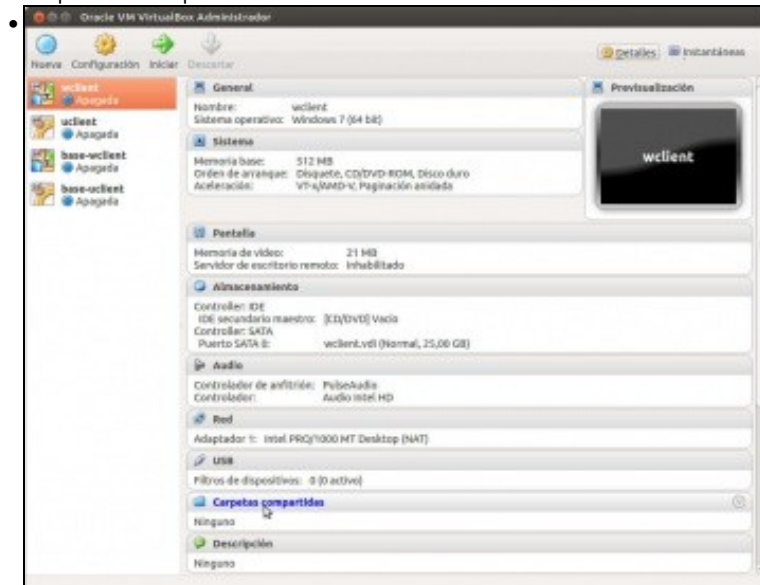 Oracle VM VirtualBox Administrador
Nueva Configuración Iniciar Descartar
Detalles Instantáneas
wclient
Apagada
uclient
Apagada
base-wclient
Apagada
base-uclient
Apagada
General
Nombre: wclient
Sistema operativo: Windows 7 (64 bit)
Sistema
Memoria base: 512 MB
Orden de arranque: Disquete, CD/DVD-ROM, Disco duro
Aceleración: VT-x/AMD-V, Paginación anidada
Previsualización
wclient
Pantalla
Memoria de vídeo: 21 MB
Servidor de escritorio remoto: Inhabilitado
Almacenamiento
Controller: IDE
IDE secundario maestro: [CD/DVD] Vacío
Controller: SATA
Puerto SATA 0: wclient.vdi (Normal, 25,00 GB)
Audio
Controlador de anfitrión: PulseAudio
Controlador: Audio Intel HD
Red
Adaptador 1: Intel PRO/1000 MT Desktop (NAT)
USB
Filtros de dispositivos: 0 (0 activo)
Carpetas compartidas
Ninguno
Descripción
Ninguno